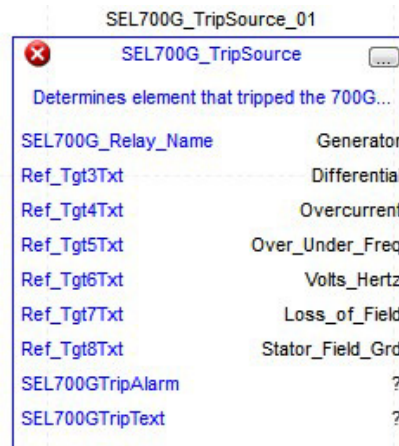 SEL700G_TripSource_01
SEL700G_TripSource ...
Determines element that tripped the 700G...
SEL700G_Relay_Name Generator
Ref_Tgt3Txt Differential
Ref_Tgt4Txt Overcurrent
Ref_Tgt5Txt Over_Under_Freq
Ref_Tgt6Txt Volts_Hertz
Ref_Tgt7Txt Loss_of_Field
Ref_Tgt8Txt Stator_Field_Grd
SEL700GTripAlarm ?
SEL700GTripText ?